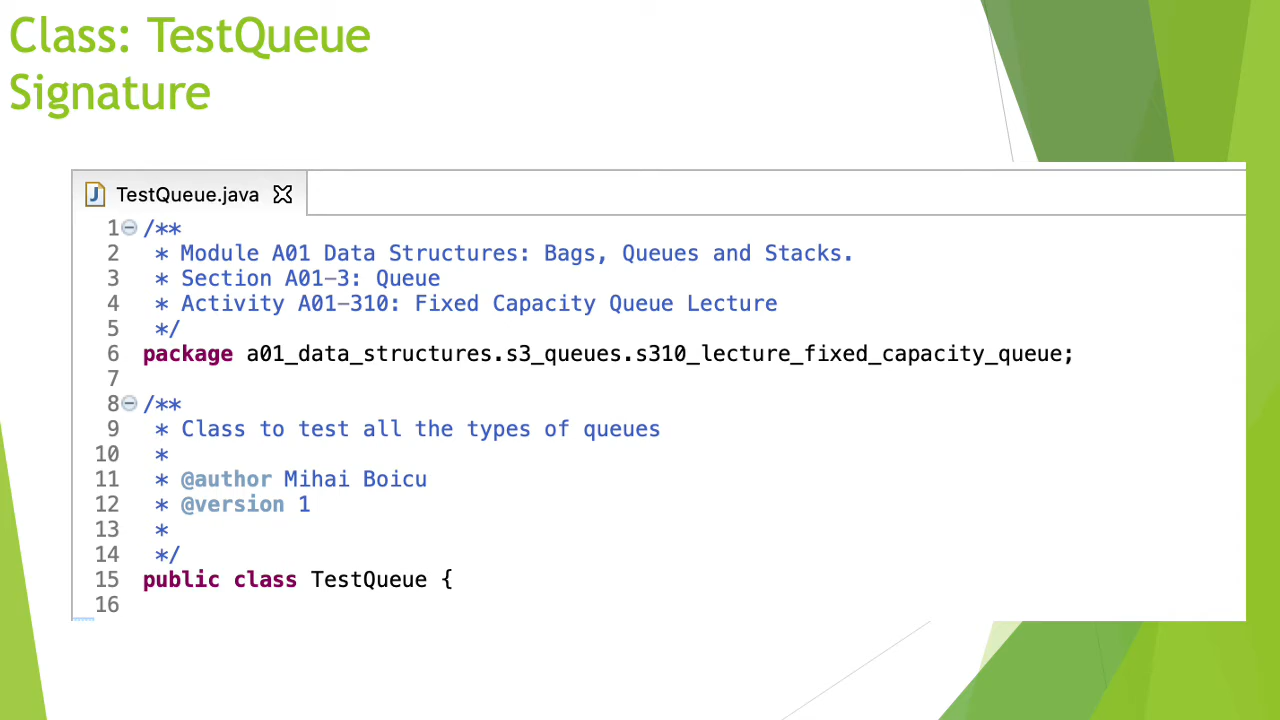 Class: TestQueue
Signature
TestQueue.java
1 /**
2  * Module A01 Data Structures: Bags, Queues and Stacks.
3  * Section A01-3: Queue
4  * Activity A01-310: Fixed Capacity Queue Lecture
5  */
6 package a01_data_structures.s3_queues.s310_lecture_fixed_capacity_queue;
7
8 /**
9  * Class to test all the types of queues
10  *
11  * @author Mihai Boicu
12  * @version 1
13  *
14  */
15 public class TestQueue {
16